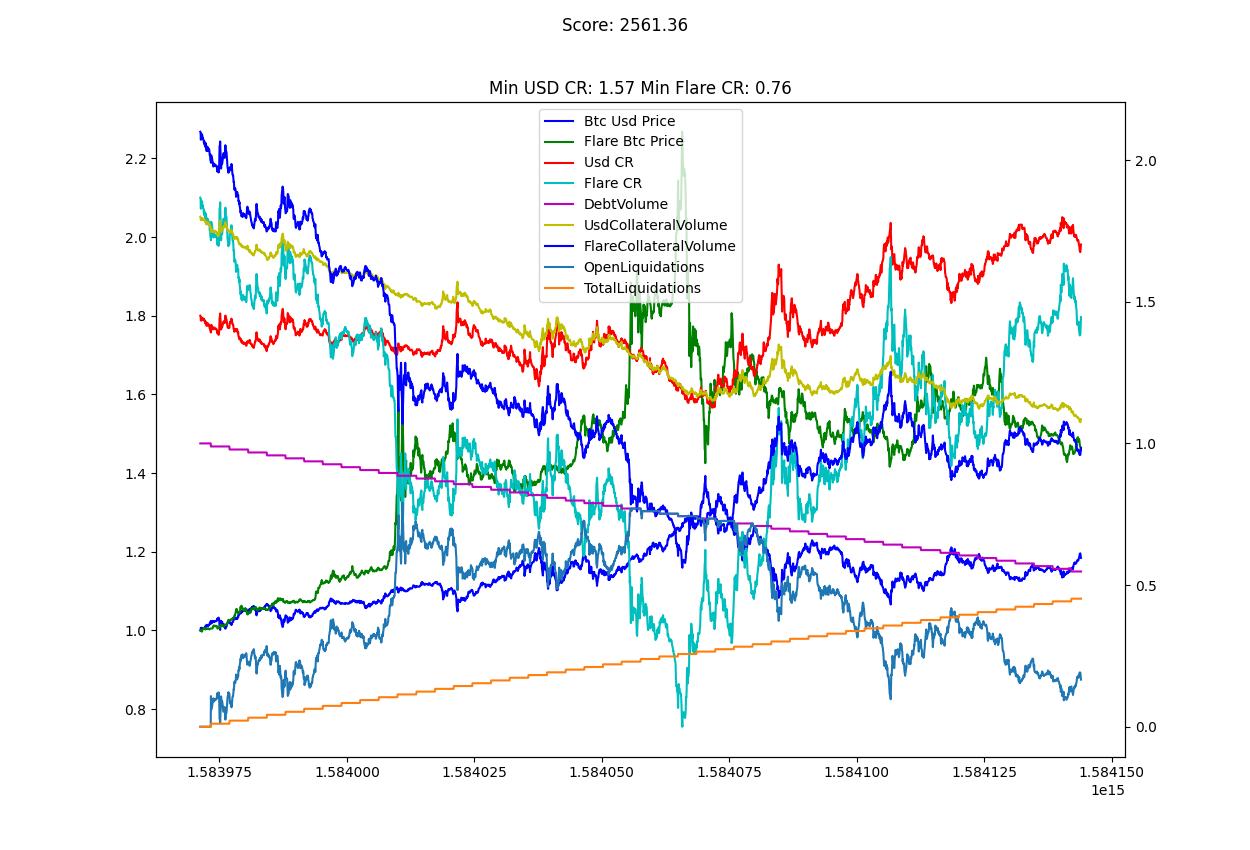 Score: 2561.36
Min USD CR: 1.57 Min Flare CR: 0.76
Btc Usd Price
Flare Btc Price
Usd CR
Flare CR
DebtVolume
UsdCollateralVolume
FlareCollateralVolume
OpenLiquidations
TotalLiquidations
2.2
2.0
1.8
1.6
1.4
1.2
1.0
0.8
2.0
1.5
1.0
0.5
0.0
1.583975 1.584000 1.584025 1.584050 1.584075 1.584100 1.584125 1.584150
1e15